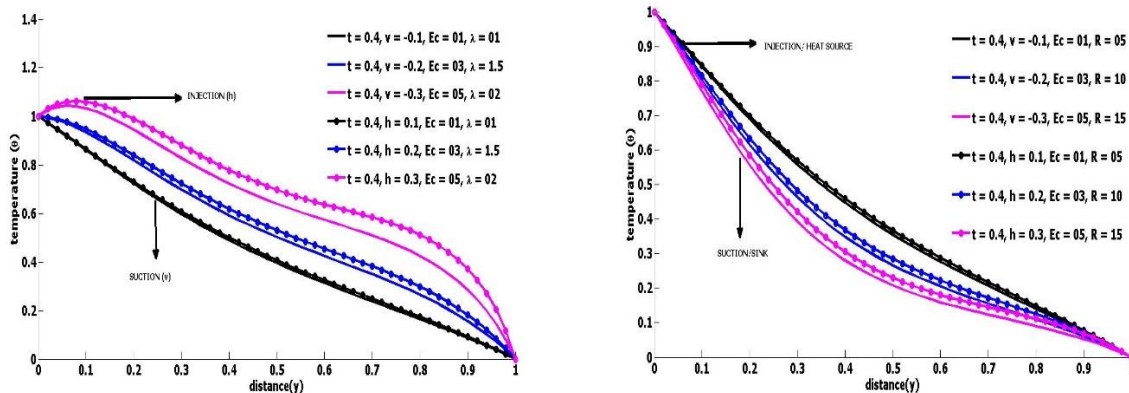 1.4
1.2
1
0.8
0.6
0.4
0.2
0
temperature (Θ)
0 0.1 0.2 0.3 0.4 0.5 0.6 0.7 0.8 0.9 1
distance(y)
INJECTION (h)
SUCTION (v)
t = 0.4, v = -0.1, Ec = 01, λ = 01
t = 0.4, v = -0.2, Ec = 03, λ = 1.5
t = 0.4, v = -0.3, Ec = 05, λ = 02
t = 0.4, h = 0.1, Ec = 01, λ = 01
t = 0.4, h = 0.2, Ec = 03, λ = 1.5
t = 0.4, h = 0.3, Ec = 05, λ = 02
1
0.9
0.8
0.7
0.6
0.5
0.4
0.3
0.2
0.1
0
temperature (Θ)
0 0.1 0.2 0.3 0.4 0.5 0.6 0.7 0.8 0.9
distance(y)
INJECTION/ HEAT SOURCE
SUCTION/SINK
t = 0.4, v = -0.1, Ec = 01, R = 05
t = 0.4, v = -0.2, Ec = 03, R = 10
t = 0.4, v = -0.3, Ec = 05, R = 15
t = 0.4, h = 0.1, Ec = 01, R = 05
t = 0.4, h = 0.2, Ec = 03, R = 10
t = 0.4, h = 0.3, Ec = 05, R = 15